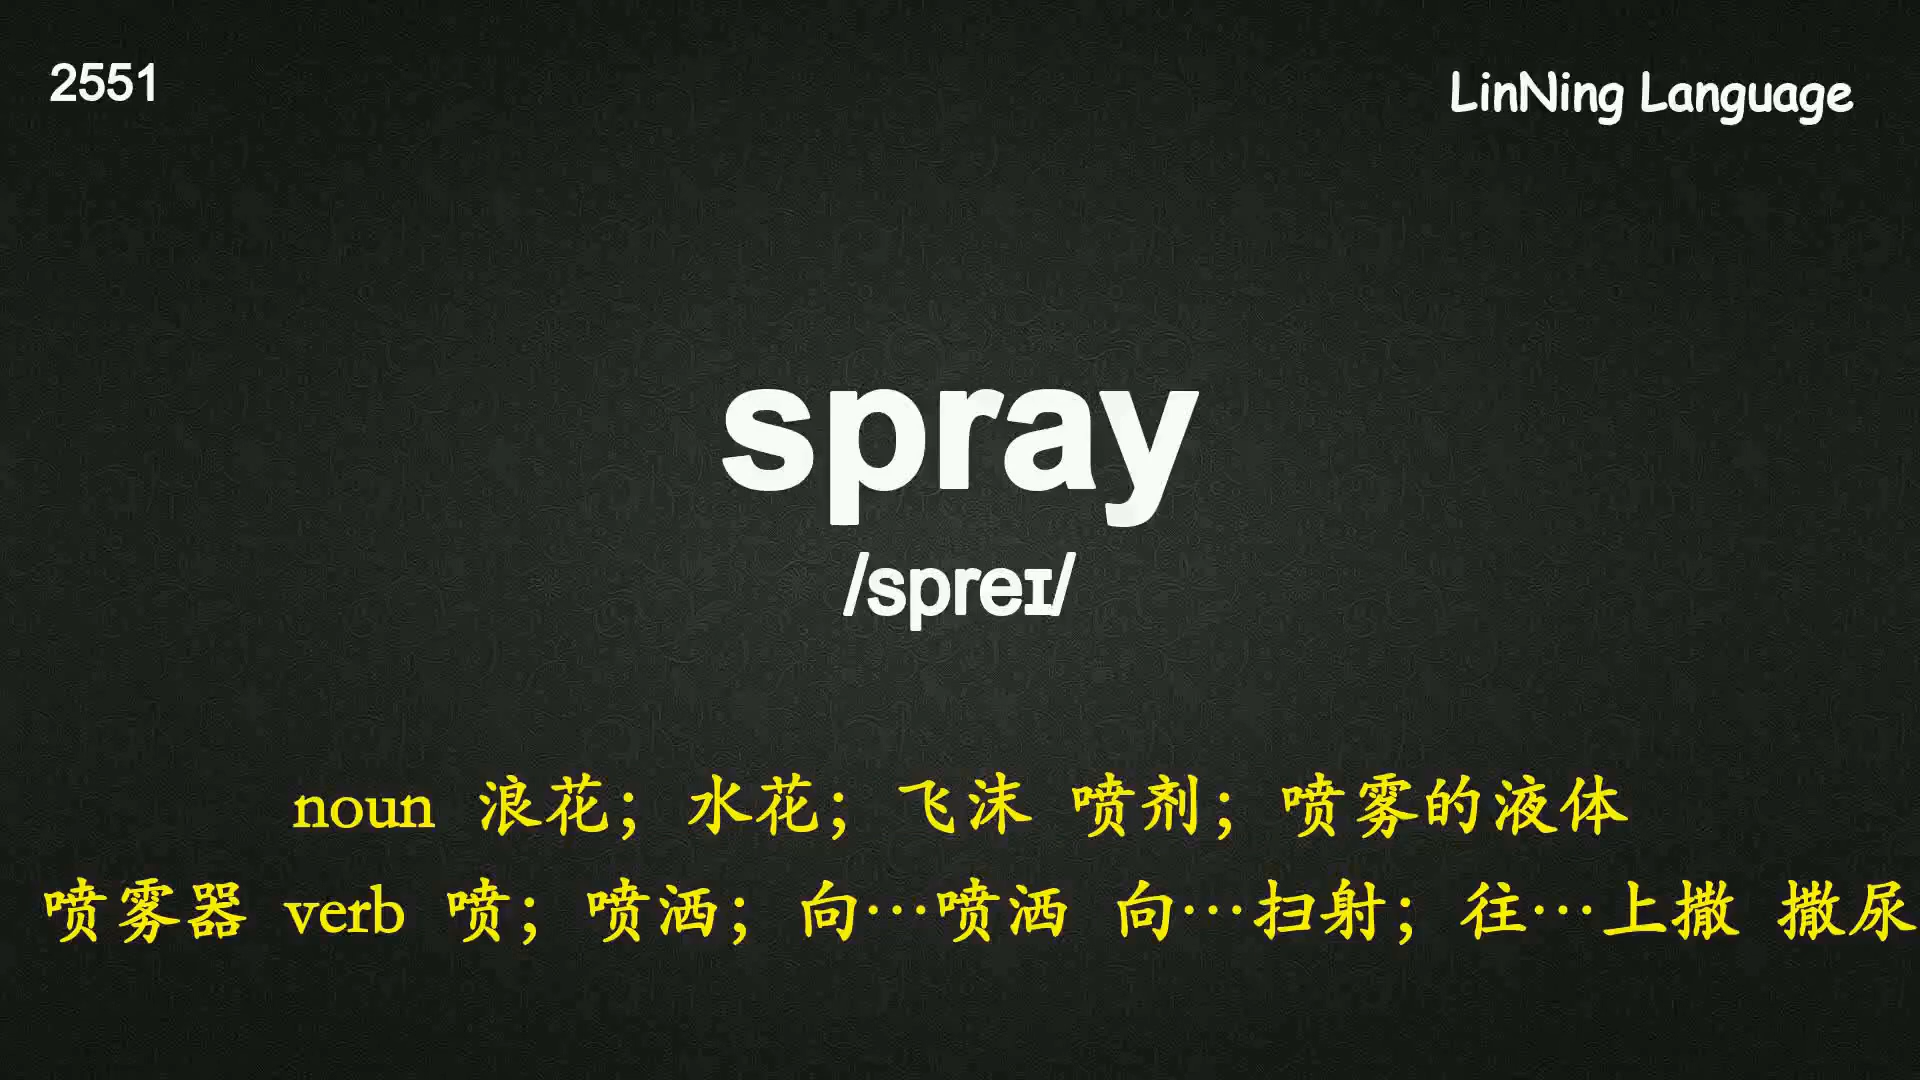 2551
LinNing Language
spray
/spreɪ/
noun 浪花；水花；飞沫 喷剂；喷雾的液体
喷雾器 verb 喷；喷洒；向…喷洒 向…扫射；往…上撒 撒尿